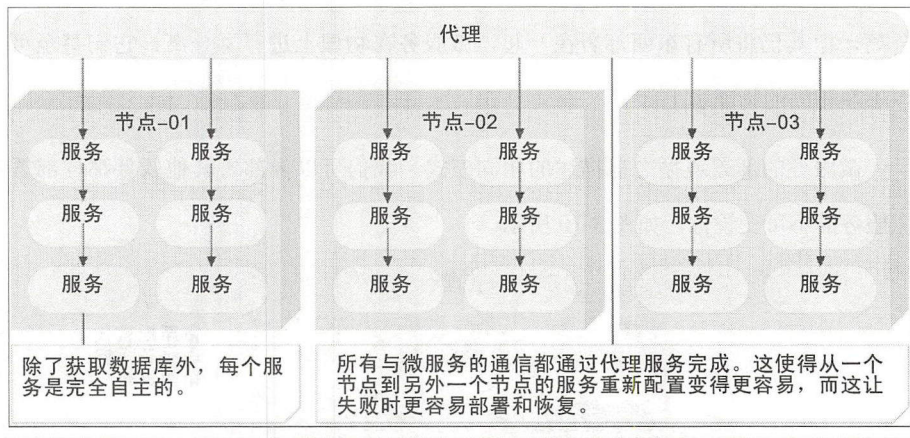 代理
节点-01 节点-02 节点-03
服务 服务 服务 服务 服务 服务
服务 服务 服务 服务 服务 服务
服务 服务 服务 服务 服务 服务
除了获取数据库外，每个服
务是完全自主的。
所有与微服务的通信都通过代理服务完成。这使得从一个
节点到另外一个节点的服务重新配置变得更容易，而这让
失败时更容易部署和恢复。